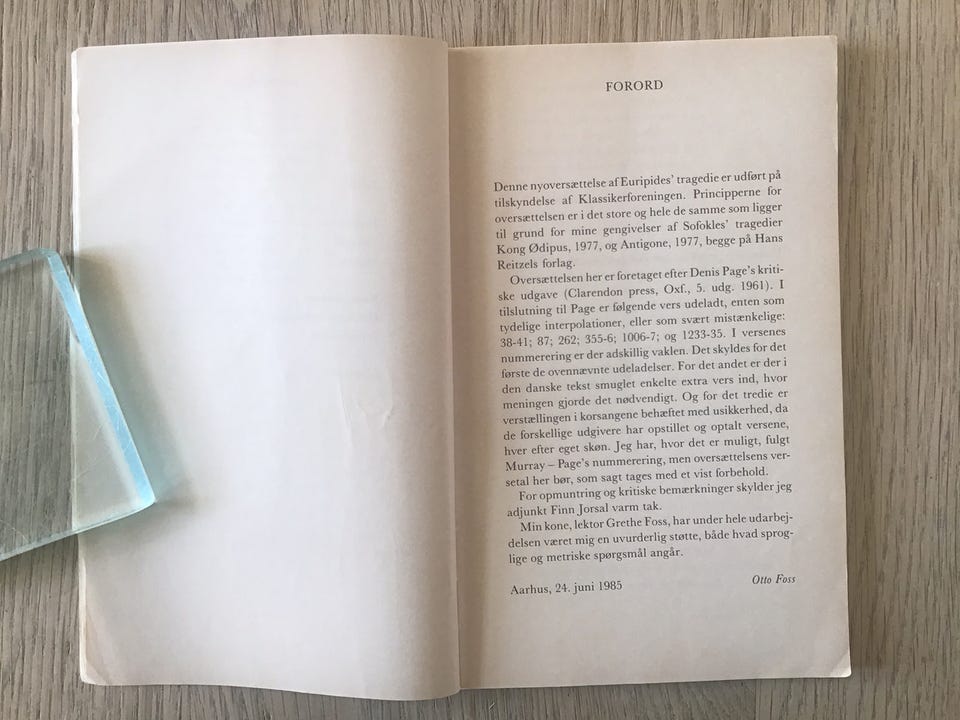 FORORD
Denne nyoversættelse af Euripides' tragedie er udført på
tilskyndelse af Klassikerforeningen. Principperne for
oversættelsen er i det store og hele de samme som ligger
til grund for mine gengivelser af Sofokles' tragedier
Kong Ødipus, 1977, og Antigone, 1977, begge på Hans
Reitzels forlag.
Oversættelsen her er foretaget efter Denis Page's kriti-
ske udgave (Clarendon press, Oxf., 5. udg. 1961). I
tilslutning til Page er følgende vers udeladt, enten som
tydelige interpolationer, eller som svært mistænkelige:
38-41; 87; 262; 355-6; 1006-7; og 1233-35. I versenes
nummerering er der adskillig vaklen. Det skyldes for det
første de ovennævnte udeladelser. For det andet er der i
den danske tekst smuglet enkelte extra vers ind, hvor
meningen gjorde det nødvendigt. Og for det tredie er
verstællingen i korsangene behæftet med usikkerhed, da
de forskellige udgivere har opstillet og optalt versene,
hver efter eget skøn. Jeg har, hvor det er muligt, fulgt
Murray – Page's nummerering, men oversættelsens ver-
setal her bør, som sagt tages med et vist forbehold.
For opmuntring og kritiske bemærkninger skylder jeg
adjunkt Finn Jorsal varm tak.
Min kone, lektor Grethe Foss, har under hele udarbej-
delsen været mig en uvurderlig støtte, både hvad sprog-
lige og metriske spørgsmål angår.
Aarhus, 24. juni 1985 Otto Foss